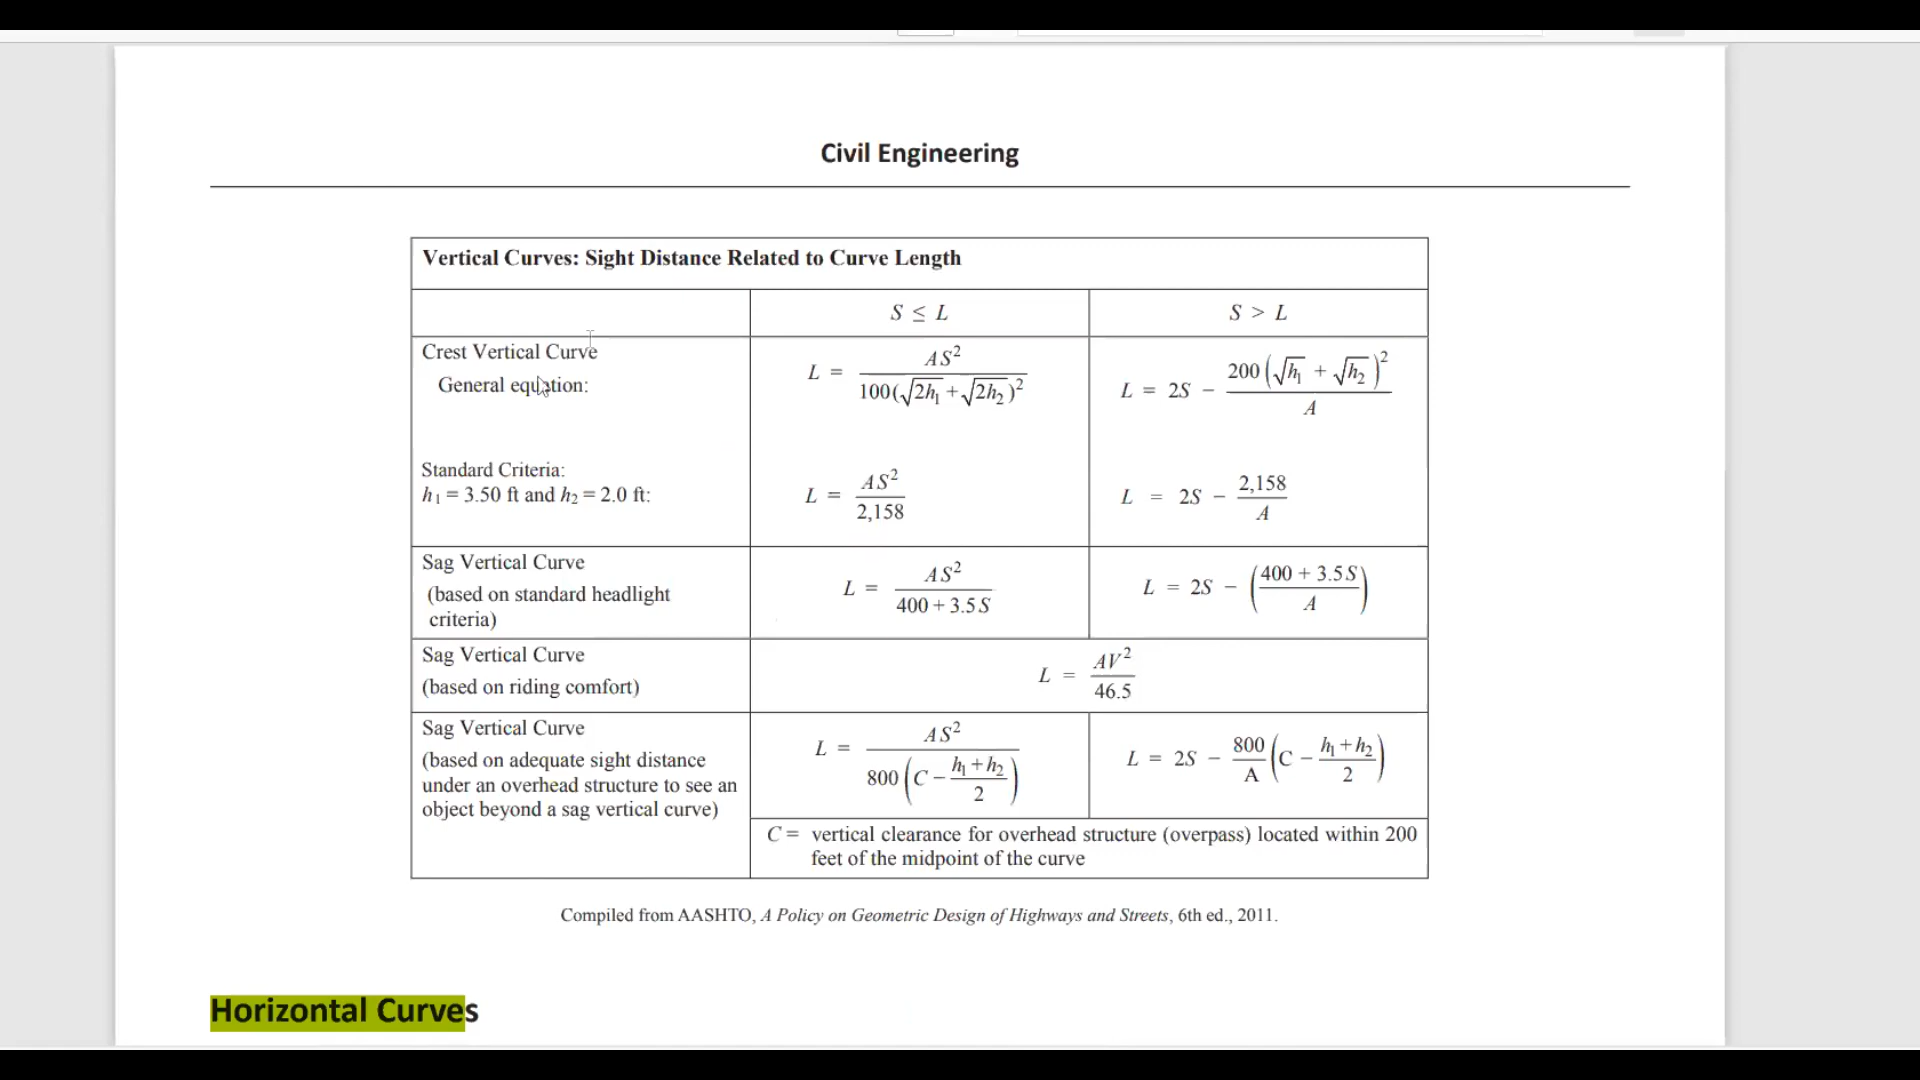 Civil Engineering
Vertical Curves: Sight Distance Related to Curve Length
S ≤ L
S > L
Crest Vertical Curve
General equation:
L = AS² / 100(√2h₁ + √2h₂)²
L = 2S − 200(√h₁ + √h₂)² / A
Standard Criteria:
h₁ = 3.50 ft and h₂ = 2.0 ft:
L = AS² / 2,158
L = 2S − 2,158 / A
Sag Vertical Curve
(based on standard headlight
criteria)
L = AS² / 400 + 3.5 S
L = 2S − (400 + 3.5 S / A)
Sag Vertical Curve
(based on riding comfort)
L = AV² / 46.5
Sag Vertical Curve
(based on adequate sight distance
under an overhead structure to see an
object beyond a sag vertical curve)
L = AS² / 800(C − h₁ + h₂ / 2)
L = 2S − 800 / A (C − h₁ + h₂ / 2)
C = vertical clearance for overhead structure (overpass) located within 200
feet of the midpoint of the curve
Compiled from AASHTO, A Policy on Geometric Design of Highways and Streets, 6th ed., 2011.
Horizontal Curves